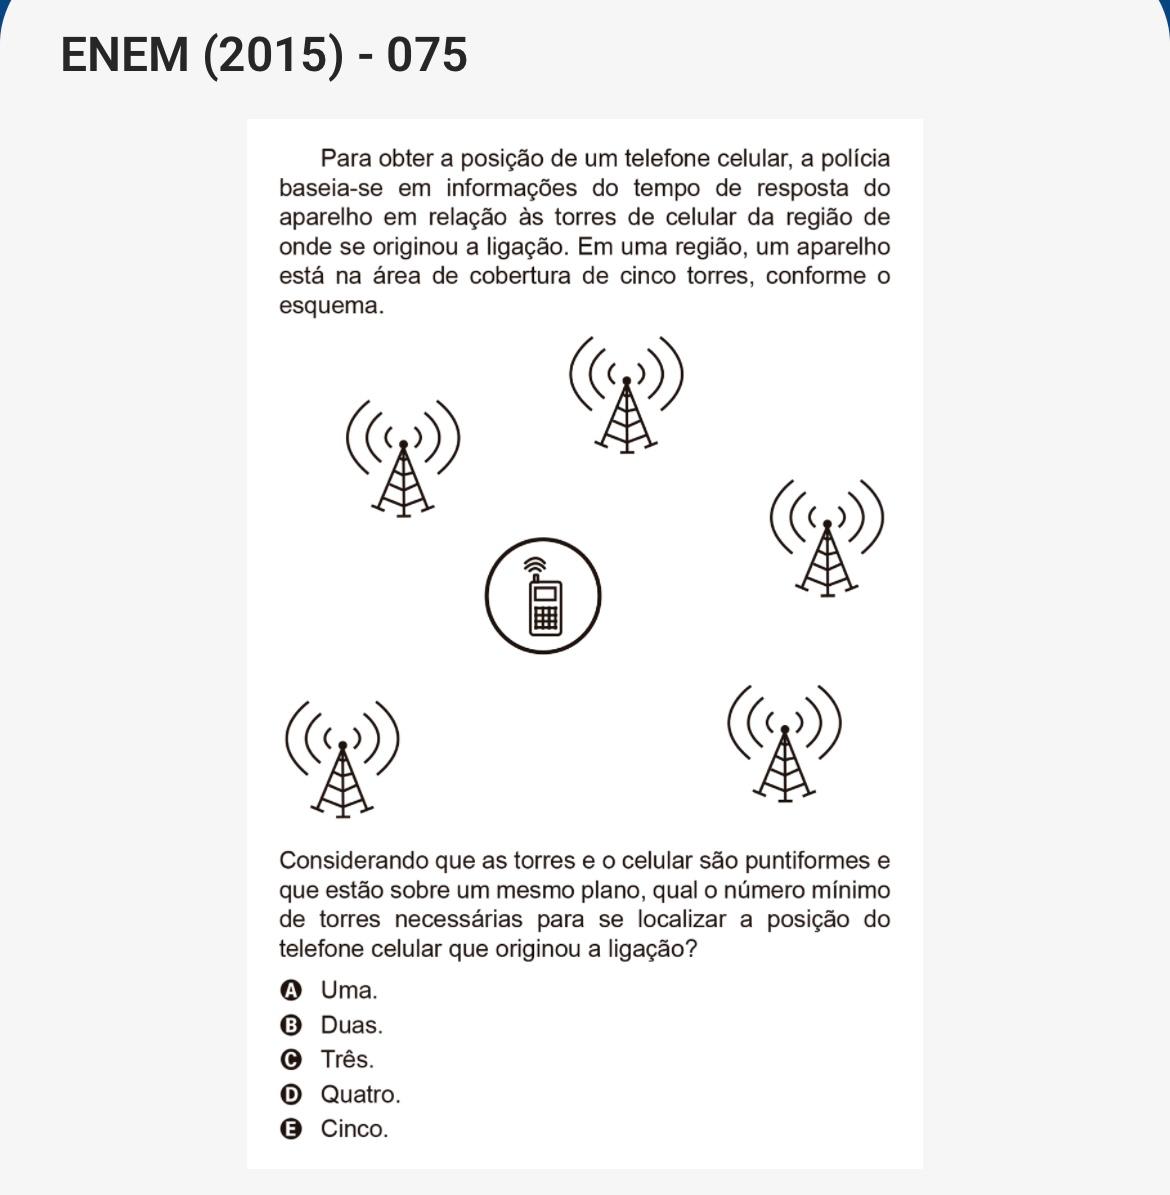 ENEM (2015) - 075
Para obter a posição de um telefone celular, a polícia
baseia-se em informações do tempo de resposta do
aparelho em relação às torres de celular da região de
onde se originou a ligação. Em uma região, um aparelho
está na área de cobertura de cinco torres, conforme o
esquema.
Considerando que as torres e o celular são puntiformes e
que estão sobre um mesmo plano, qual o número mínimo
de torres necessárias para se localizar a posição do
telefone celular que originou a ligação?
A Uma.
B Duas.
C Três.
D Quatro.
E Cinco.